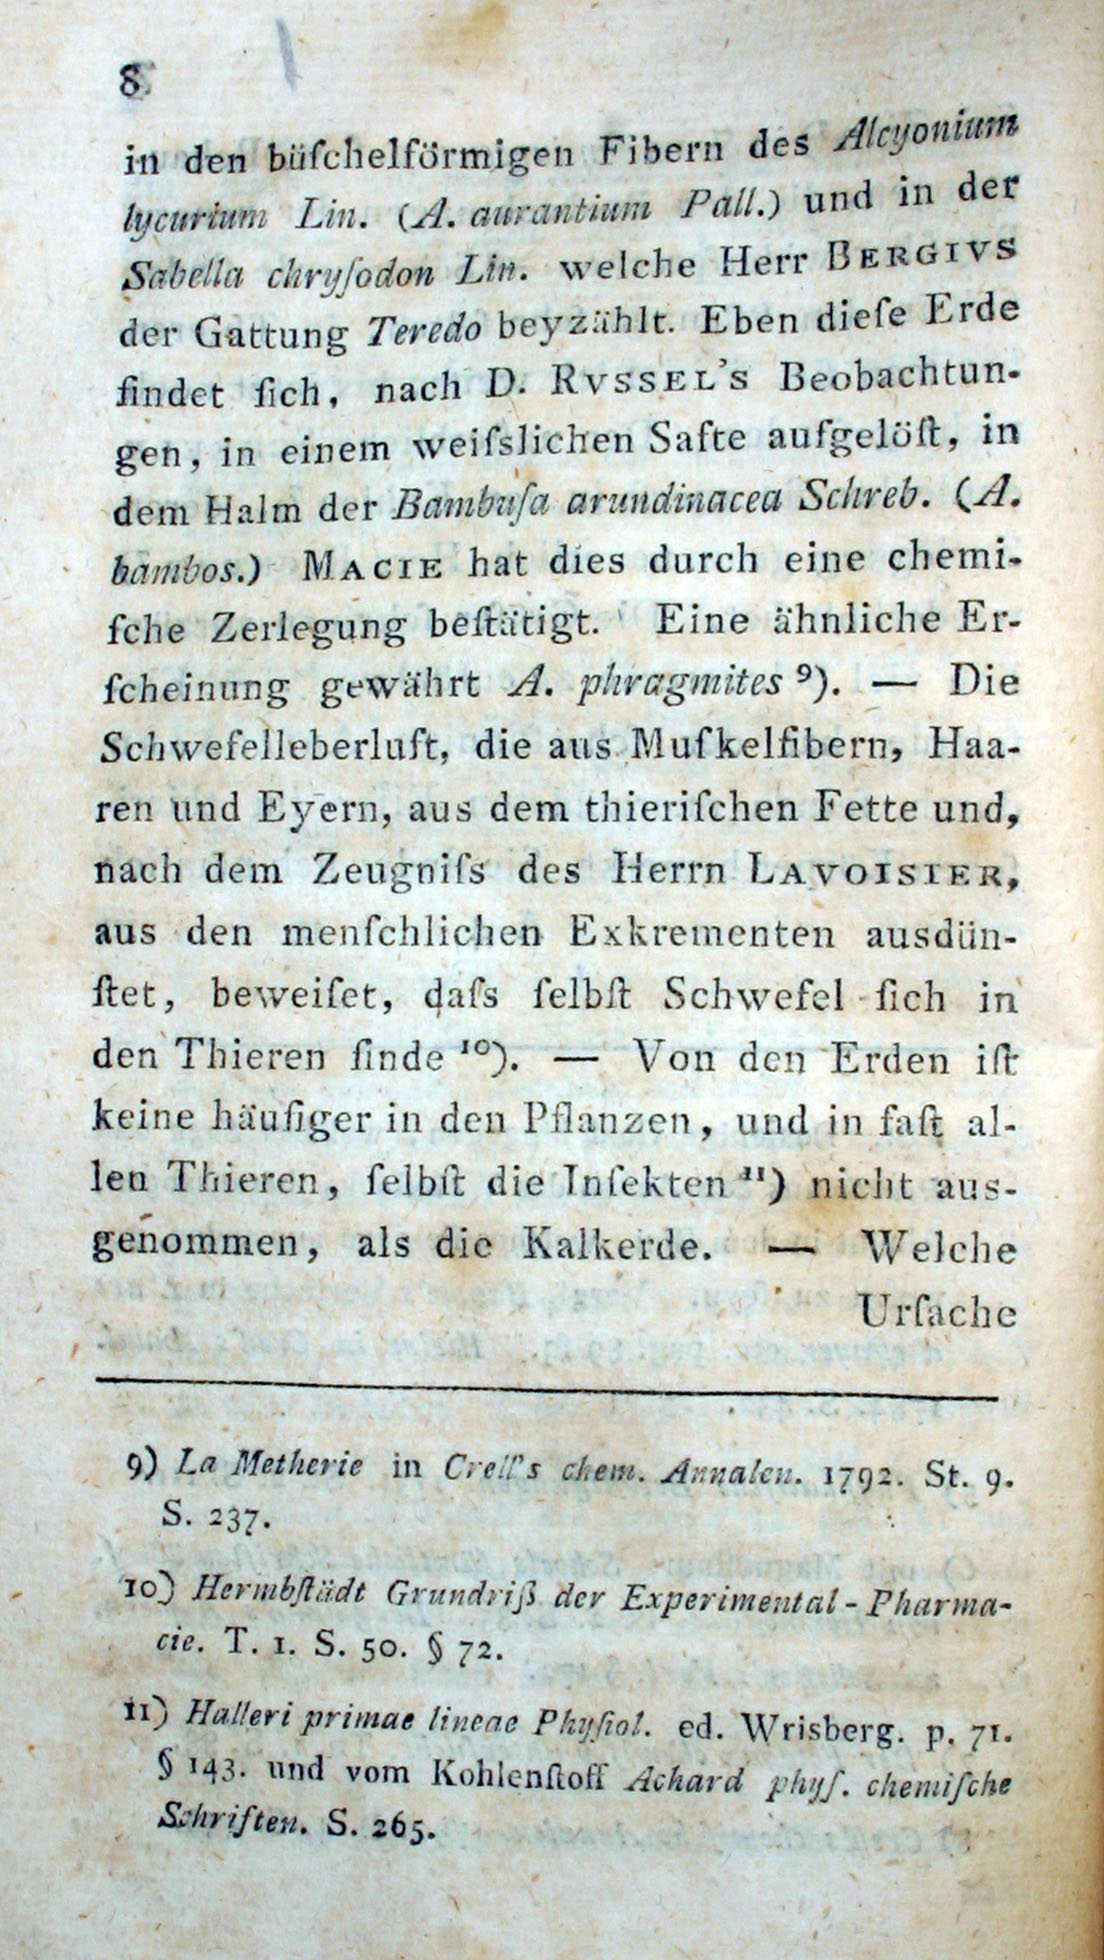 8
in den büſchelförmigen Fibern des Alcyonium
lycurium Lin. (A. aurantium Pall.) und in der
Sabella chryſodon Lin. welche Herr BERGIVS
der Gattung Teredo beyzählt. Eben dieſe Erde
findet ſich, nach D. RVSSEL'S Beobachtun-
gen, in einem weiſslichen Safte aufgelöſt, in
dem Halm der Bambuſa arundinacea Schreb. (A.
bambos.) MACIE hat dies durch eine chemi-
ſche Zerlegung beſtätigt. Eine ähnliche Er-
ſcheinung gewährt A. phragmites ⁹). — Die
Schwefelleberluft, die aus Muſkelfibern, Haa-
ren und Eyern, aus dem thieriſchen Fette und,
nach dem Zeugniſs des Herrn LAVOISIER,
aus den menſchlichen Exkrementen ausdün-
ſtet, beweiſet, daſs ſelbſt Schwefel ſich in
den Thieren finde ¹⁰). — Von den Erden iſt
keine häufiger in den Pflanzen, und in faſt al-
len Thieren, ſelbſt die Inſekten ¹¹) nicht aus-
genommen, als die Kalkerde. — Welche
Urſache
9) La Metherie in Crell's chem. Annalen. 1792. St. 9.
S. 237.
10) Hermbſtädt Grundriß der Experimental-Pharma-
cie. T. 1. S. 50. § 72.
11) Halleri primae lineae Phyſiol. ed. Wrisberg. p. 71.
§ 143. und vom Kohlenſtoff Achard phyſ. chemiſche
Schriften. S. 265.